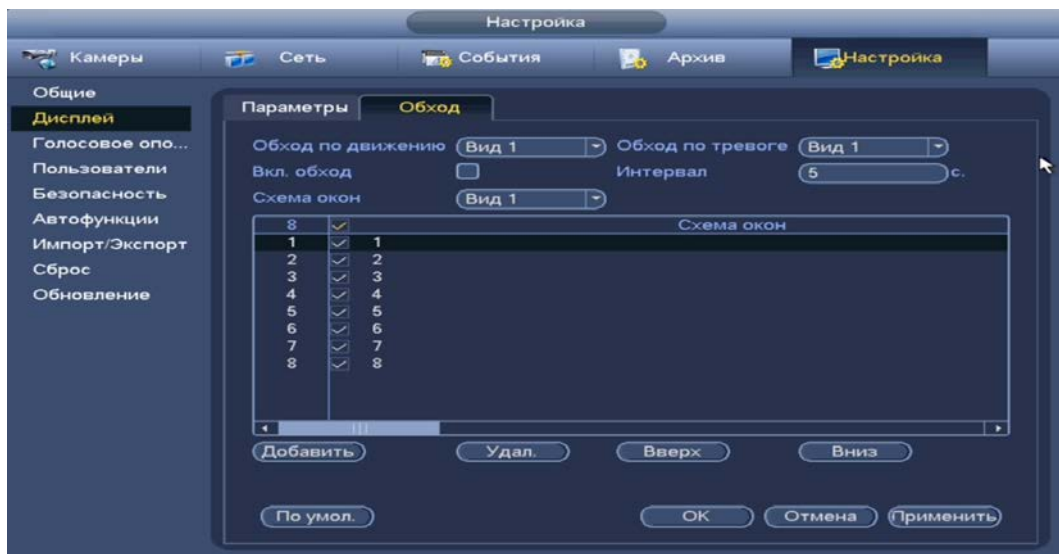 Настройка
Камеры Сеть События Архив Настройка
Общие
Дисплей
Голосовое опо...
Пользователи
Безопасность
Автофункции
Импорт/Экспорт
Сброс
Обновление
Параметры Обход
Обход по движению Вид 1 Обход по тревоге Вид 1
Вкл. обход Интервал 5 с.
Схема окон Вид 1
8 Схема окон
1 1
2 2
3 3
4 4
5 5
6 6
7 7
8 8
Добавить Удал. Вверх Вниз
По умол. OK Отмена Применить